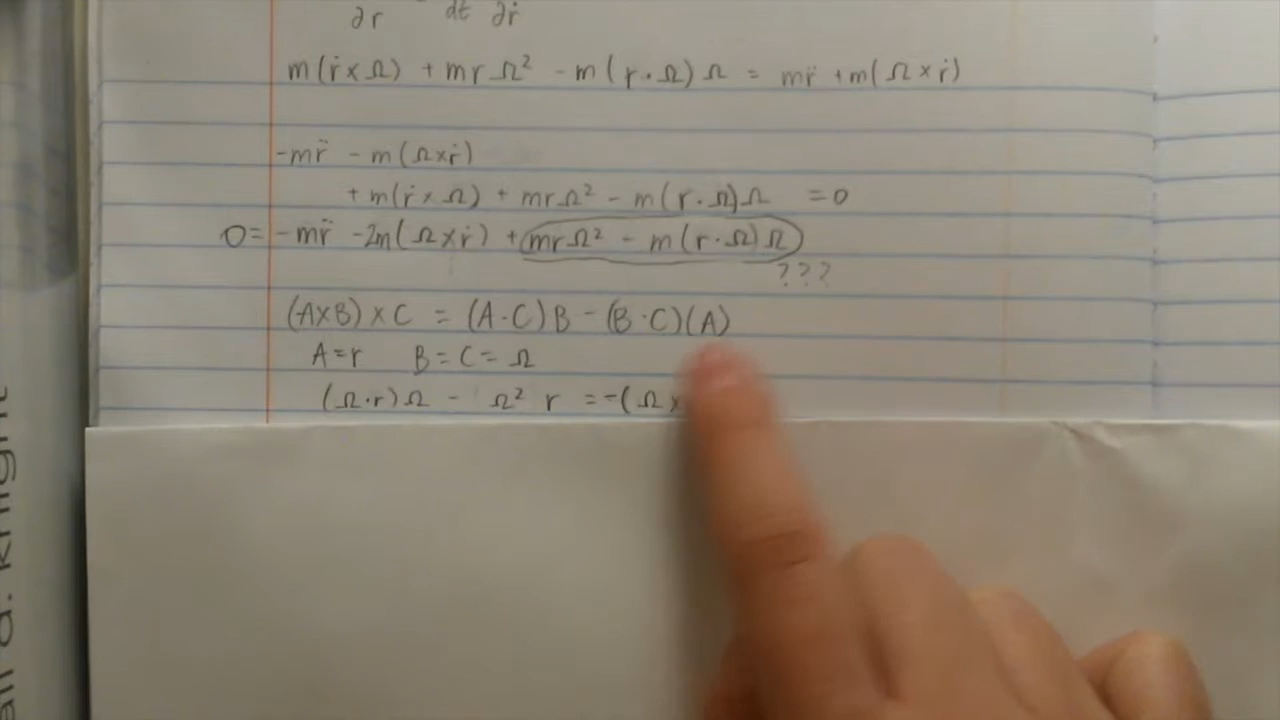 ∂r dt ∂ṙ
m(ṙ×Ω) + mrΩ² - m(r·Ω)Ω = mr̈ + m(Ω×ṙ)
-mr̈ - m(Ω×ṙ)
+ m(ṙ×Ω) + mrΩ² - m(r·Ω)Ω = 0
0 = -mr̈ - 2m(Ω×ṙ) + mrΩ² - m(r·Ω)Ω
???
(A×B)×C = (A·C)B - (B·C)(A)
A=r B=C=Ω
(Ω·r)Ω - Ω² r = -(Ω ×